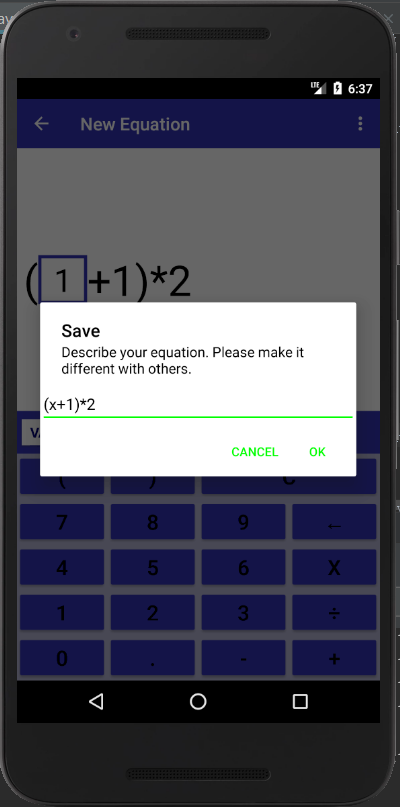 ay
LTE 6:37
New Equation
(1+1)*2
Save
Describe your equation. Please make it
different with others.
(x+1)*2
CANCEL OK
( ) C
7 8 9 ←
4 5 6 X
1 2 3 ÷
0 . - +